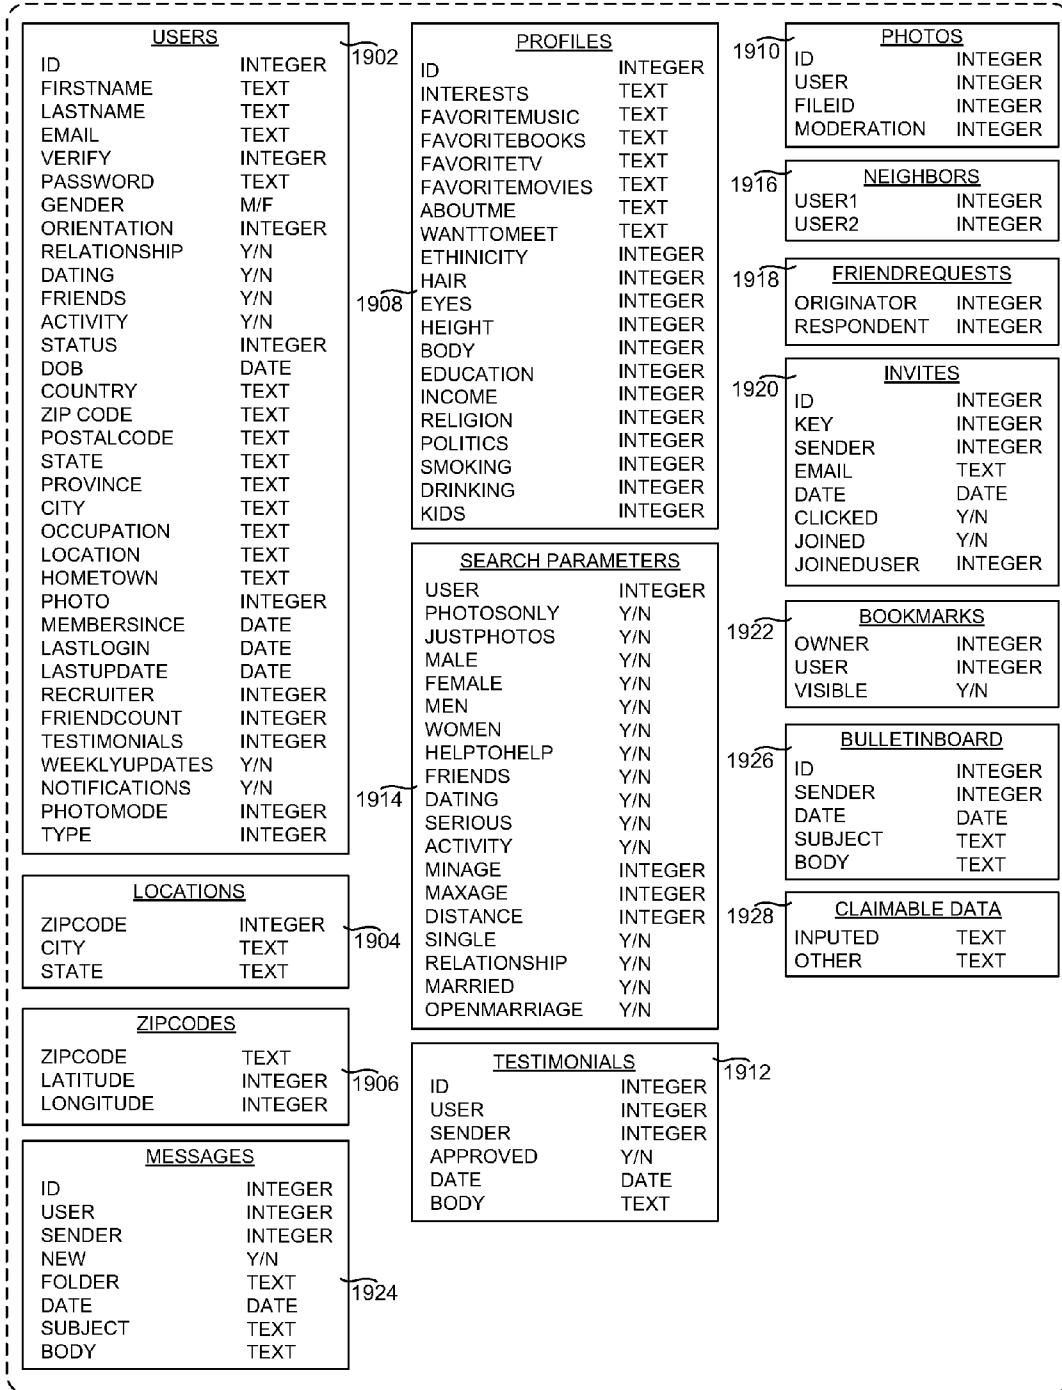 USERS
1902
ID INTEGER
FIRSTNAME TEXT
LASTNAME TEXT
EMAIL TEXT
VERIFY INTEGER
PASSWORD TEXT
GENDER M/F
ORIENTATION INTEGER
RELATIONSHIP Y/N
DATING Y/N
FRIENDS Y/N
ACTIVITY Y/N
STATUS INTEGER
DOB DATE
COUNTRY TEXT
ZIP CODE TEXT
POSTALCODE TEXT
STATE TEXT
PROVINCE TEXT
CITY TEXT
OCCUPATION TEXT
LOCATION TEXT
HOMETOWN TEXT
PHOTO INTEGER
MEMBERSINCE DATE
LASTLOGIN DATE
LASTUPDATE DATE
RECRUITER INTEGER
FRIENDCOUNT INTEGER
TESTIMONIALS INTEGER
WEEKLYUPDATES Y/N
NOTIFICATIONS Y/N
PHOTOMODE INTEGER
TYPE INTEGER
LOCATIONS
1904
ZIPCODE INTEGER
CITY TEXT
STATE TEXT
ZIPCODES
1906
ZIPCODE TEXT
LATITUDE INTEGER
LONGITUDE INTEGER
MESSAGES
1924
ID INTEGER
USER INTEGER
SENDER INTEGER
NEW Y/N
FOLDER TEXT
DATE DATE
SUBJECT TEXT
BODY TEXT
PROFILES
1908
ID INTEGER
INTERESTS TEXT
FAVORITEMUSIC TEXT
FAVORITEBOOKS TEXT
FAVORITETV TEXT
FAVORITEMOVIES TEXT
ABOUTME TEXT
WANTTOMEET TEXT
ETHINICITY INTEGER
HAIR INTEGER
EYES INTEGER
HEIGHT INTEGER
BODY INTEGER
EDUCATION INTEGER
INCOME INTEGER
RELIGION INTEGER
POLITICS INTEGER
SMOKING INTEGER
DRINKING INTEGER
KIDS INTEGER
SEARCH PARAMETERS
1914
USER INTEGER
PHOTOSONLY Y/N
JUSTPHOTOS Y/N
MALE Y/N
FEMALE Y/N
MEN Y/N
WOMEN Y/N
HELPTOHELP Y/N
FRIENDS Y/N
DATING Y/N
SERIOUS Y/N
ACTIVITY Y/N
MINAGE INTEGER
MAXAGE INTEGER
DISTANCE INTEGER
SINGLE Y/N
RELATIONSHIP Y/N
MARRIED Y/N
OPENMARRIAGE Y/N
TESTIMONIALS
1912
ID INTEGER
USER INTEGER
SENDER INTEGER
APPROVED Y/N
DATE DATE
BODY TEXT
PHOTOS
1910
ID INTEGER
USER INTEGER
FILEID INTEGER
MODERATION INTEGER
NEIGHBORS
1916
USER1 INTEGER
USER2 INTEGER
FRIENDREQUESTS
1918
ORIGINATOR INTEGER
RESPONDENT INTEGER
INVITES
1920
ID INTEGER
KEY INTEGER
SENDER INTEGER
EMAIL TEXT
DATE DATE
CLICKED Y/N
JOINED Y/N
JOINEDUSER INTEGER
BOOKMARKS
1922
OWNER INTEGER
USER INTEGER
VISIBLE Y/N
BULLETINBOARD
1926
ID INTEGER
SENDER INTEGER
DATE DATE
SUBJECT TEXT
BODY TEXT
CLAIMABLE DATA
1928
INPUTED TEXT
OTHER TEXT